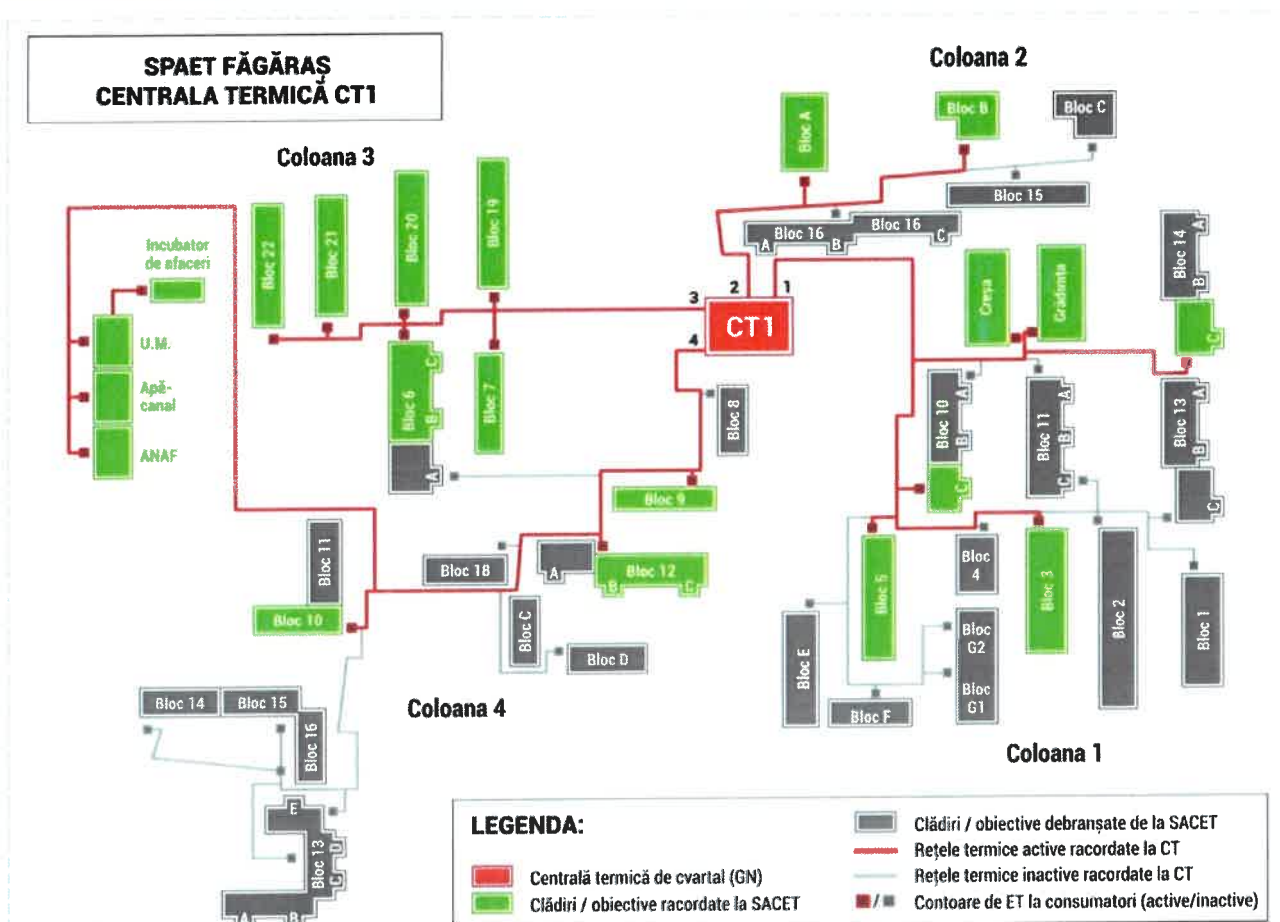 SPAET FĂGĂRAȘ
CENTRALA TERMICĂ CT1
Coloana 2
Bloc A
Bloc B
Bloc C
Bloc 15
Bloc 16
Bloc 16
A
B
C
Coloana 3
Bloc 22
Bloc 21
Bloc 20
Bloc 19
Incubator
de afaceri
U.M.
Apă-
canal
ANAF
3
2
1
4
CT1
Bloc 6
C
B
A
Bloc 7
Bloc 8
Bloc 9
Creșa
Grădinița
Bloc 14
A
B
C
Bloc 10
A
B
C
Bloc 11
A
B
C
Bloc 13
A
B
C
Bloc 11
Bloc 10
Bloc 18
A
Bloc 12
B
C
Bloc C
Bloc D
Bloc 5
Bloc
4
Bloc 3
Bloc 2
Bloc 1
Bloc E
Bloc F
Bloc
G2
Bloc
G1
Coloana 4
Coloana 1
Bloc 14
Bloc 15
Bloc 16
E
Bloc 13
D
C
A
B
LEGENDA:
Centrală termică de cvartal (GN)
Clădiri / obiective racordate la SACET
Clădiri / obiective debranșate de la SACET
Rețele termice active racordate la CT
Rețele termice inactive racordate la CT
/
Contoare de ET la consumatori (active/inactive)